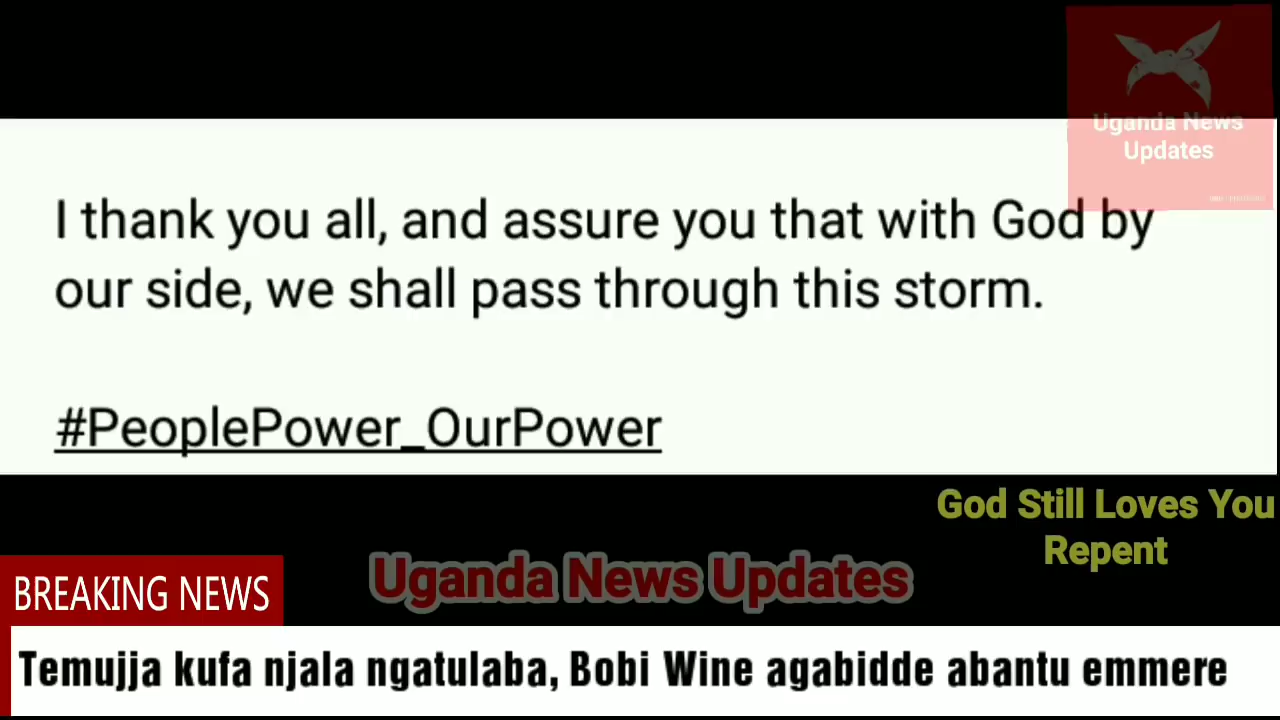 Uganda News
Updates
I thank you all, and assure you that with God by
our side, we shall pass through this storm.
#PeoplePower_OurPower
God Still Loves You
Repent
Uganda News Updates
BREAKING NEWS
Temujja kufa njala ngatulaba, Bobi Wine agabidde abantu emmere